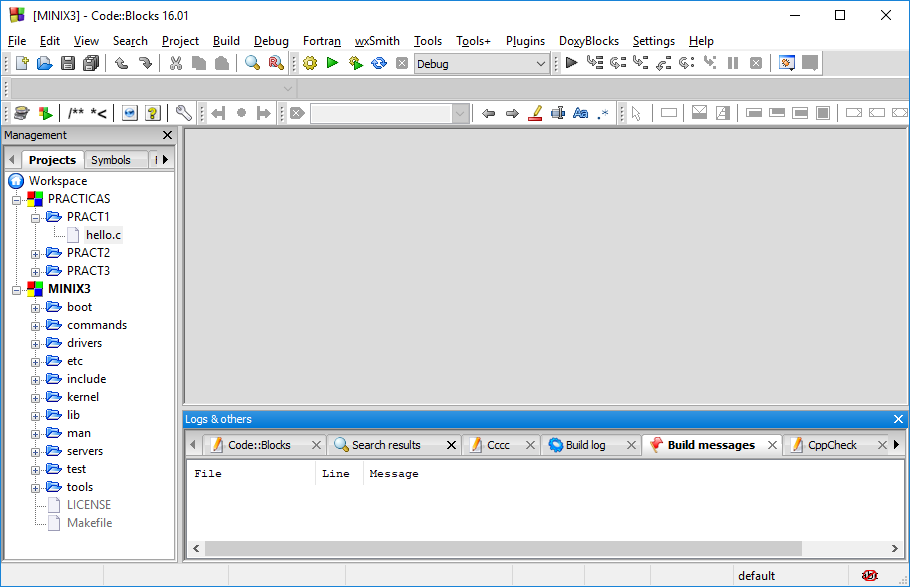 [MINIX3] - Code::Blocks 16.01
File Edit View Search Project Build Debug Fortran wxSmith Tools Tools+ Plugins DoxyBlocks Settings Help
Debug
/** *<
Aa .*
Management
Projects Symbols
Workspace
PRACTICAS
PRACT1
hello.c
PRACT2
PRACT3
MINIX3
boot
commands
drivers
etc
include
kernel
lib
man
servers
test
tools
LICENSE
Makefile
Logs & others
Code::Blocks Search results Cccc Build log Build messages CppCheck
File Line Message
default abc